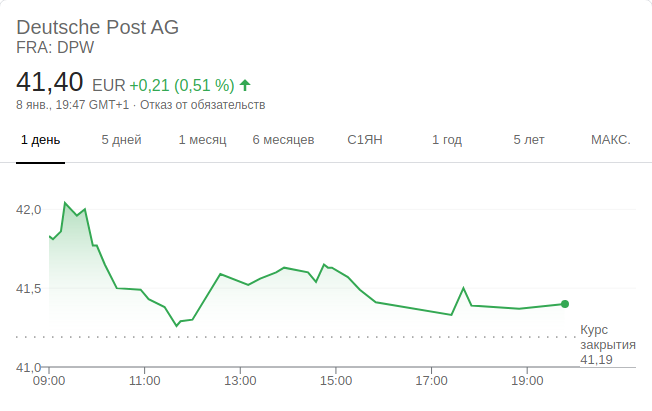 Deutsche Post AG
FRA: DPW
41,40 EUR +0,21 (0,51 %)
8 янв., 19:47 GMT+1 · Отказ от обязательств
1 день 5 дней 1 месяц 6 месяцев С1ЯН 1 год 5 лет МАКС.
42,0
41,5
Курс
закрытия
41,19
41,0
09:00 11:00 13:00 15:00 17:00 19:00